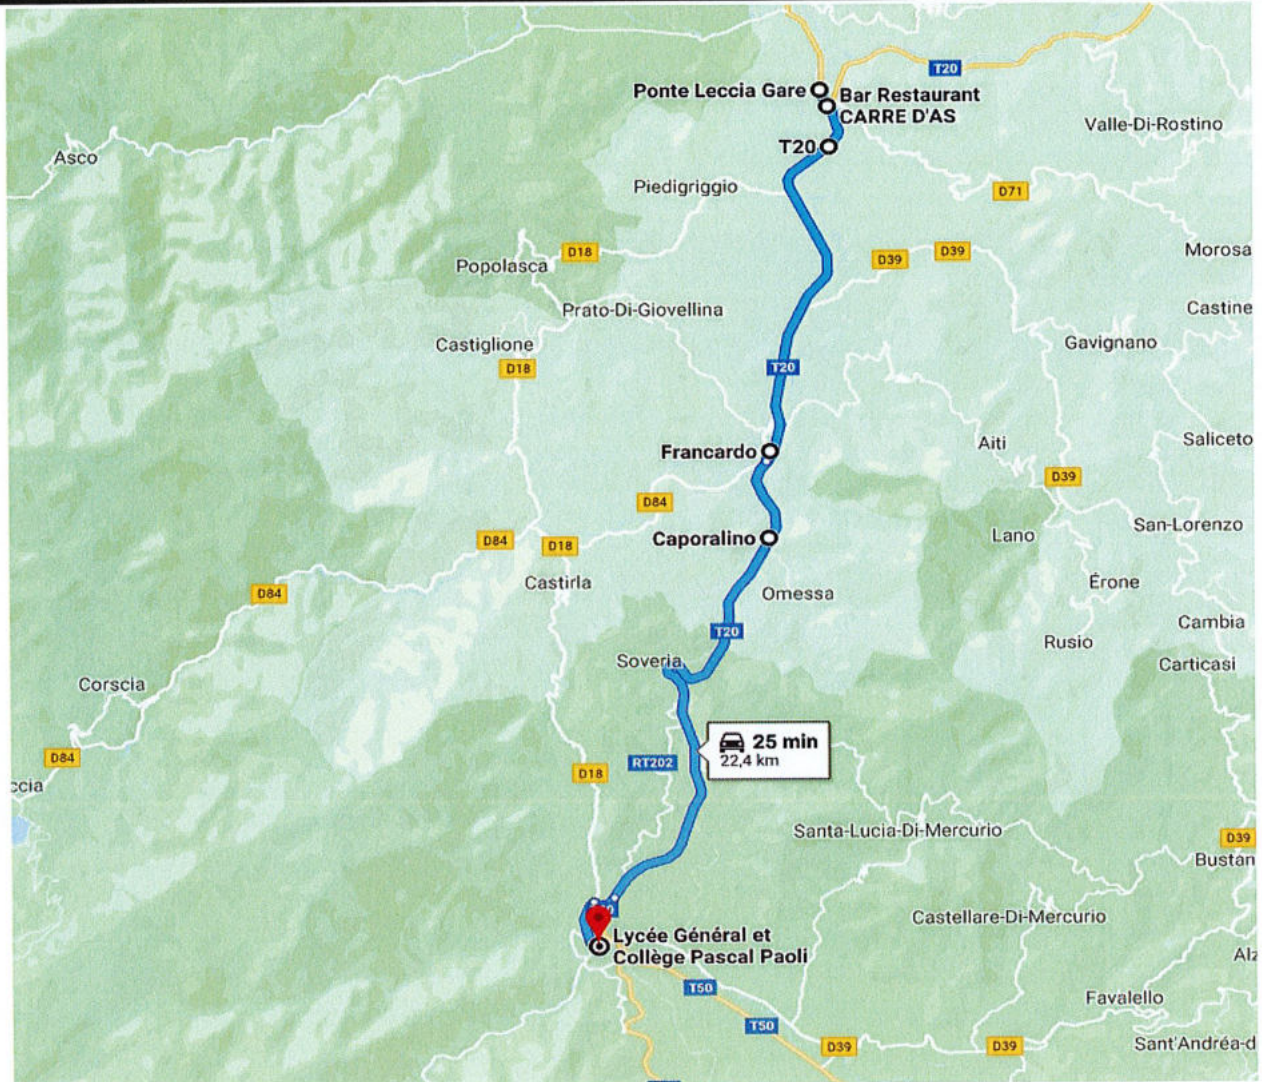 T20
Ponte Leccia Gare
Bar Restaurant
CARRE D'AS
Valle-Di-Rostino
T20
Asco
Piedigriggio
D71
D18
D39
D39
Morosa
Popolasca
Prato-Di-Giovellina
Castine
Castiglione
Gavignano
D18
T20
Francardo
Aiti
Saliceto
D39
D84
San-Lorenzo
Caporalino
Lano
D84
D18
Castirla
Érone
D84
Omessa
Cambia
T20
Rusio
Soveria
Carticasi
Corscia
25 min
22,4 km
D84
RT202
D18
ccia
Santa-Lucia-Di-Mercurio
D39
Bustan
Castellare-Di-Mercurio
Lycée Général et
Collège Pascal Paoli
Alz
T50
Favalello
T50
D39
D39
Sant'Andréa-d